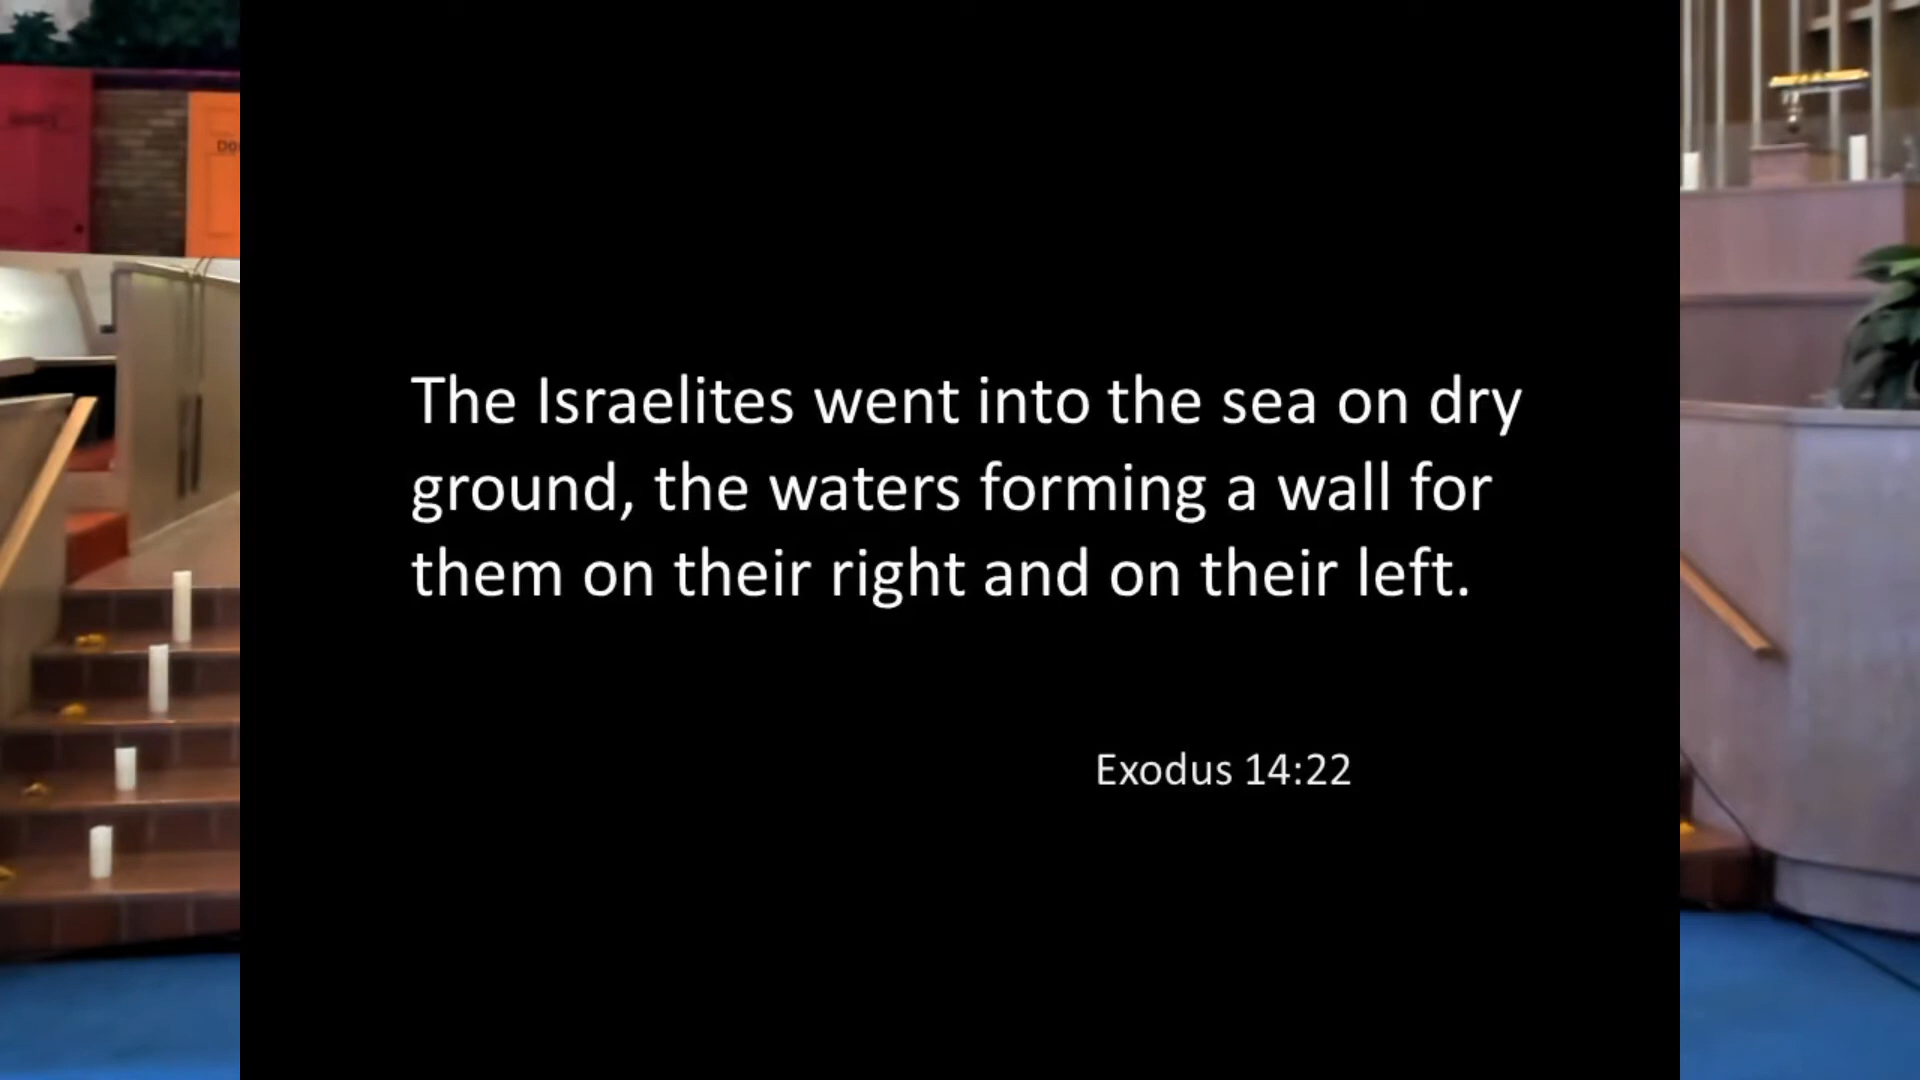 The Israelites went into the sea on dry
ground, the waters forming a wall for
them on their right and on their left.
Exodus 14:22